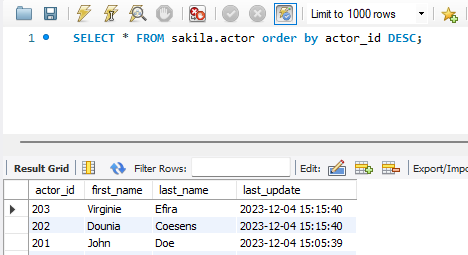 Limit to 1000 rows
1 SELECT * FROM sakila.actor order by actor_id DESC;
Result Grid Filter Rows: Edit: Export/Impo
actor_id first_name last_name last_update
203 Virginie Efira 2023-12-04 15:15:40
202 Dounia Coesens 2023-12-04 15:15:40
201 John Doe 2023-12-04 15:05:39